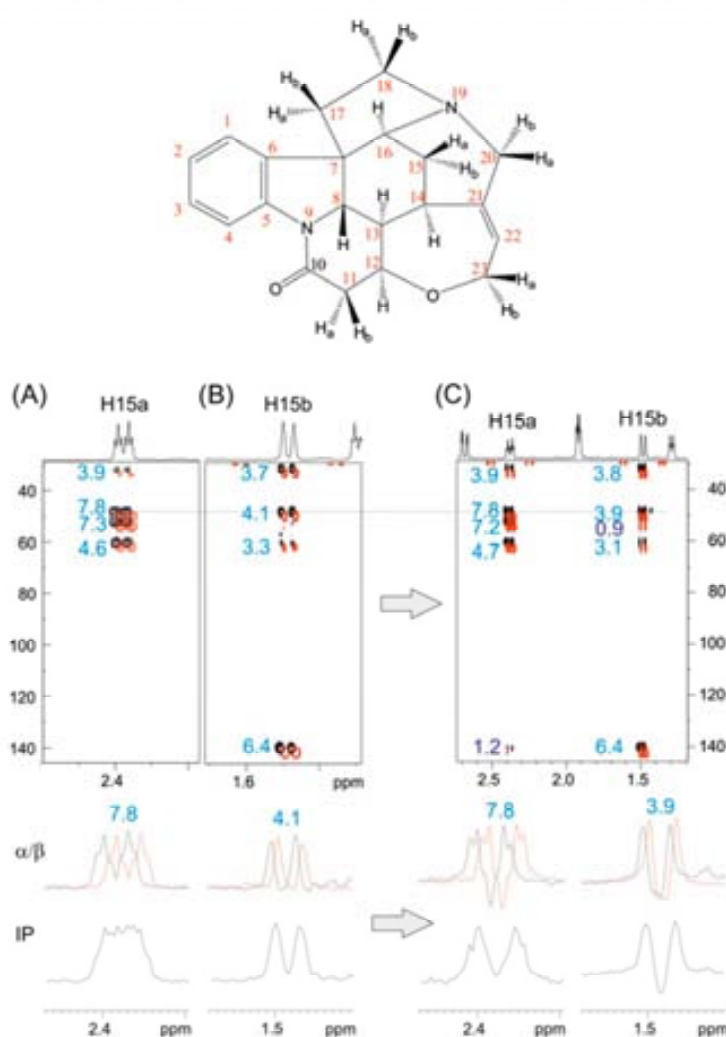 Ha
Hb
18
Hb
19
N
Ha
17
H
Hb
1
16
Ha
20
2
6
15
Ha
7
Hb
21
8
H
14
3
9
5
N
13
22
4
H
H
10
12
23
O
11
O
Ha
H
Ha
Hb
Hb
(A)
(B)
(C)
H15a
H15b
H15a
H15b
3.9
3.7
3.9
3.8
40
40
7.8
4.1
7.8
3.9
7.3
7.2
0.9
60
4.6
3.3
4.7
3.1
60
80
80
100
100
120
120
140
6.4
1.2
6.4
140
2.4
1.6
ppm
2.5
2.0
1.5
7.8
4.1
7.8
3.9
α/β
IP
2.4
ppm
1.5
ppm
2.4
ppm
1.5
ppm